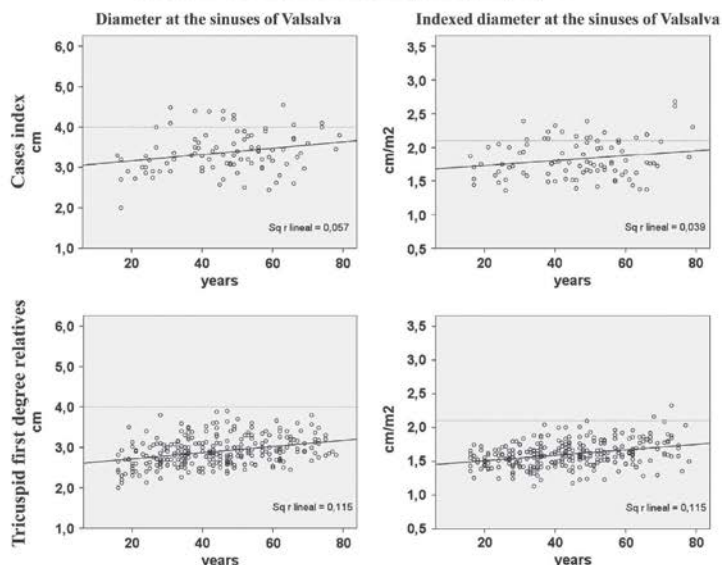 Diameter at the sinuses of Valsalva
Indexed diameter at the sinuses of Valsalva
Cases index
cm
6,0
5,0
4,0
3,0
2,0
1,0
20 40 60 80
years
Sq r lineal = 0,057
cm/m2
3,5
3,0
2,5
2,0
1,5
1,0
0,5
20 40 60 80
years
Sq r lineal = 0,039
Tricuspid first degree relatives
cm
6,0
5,0
4,0
3,0
2,0
1,0
20 40 60 80
years
Sq r lineal = 0,115
cm/m2
3,5
3,0
2,5
2,0
1,5
1,0
0,5
20 40 60 80
years
Sq r lineal = 0,115